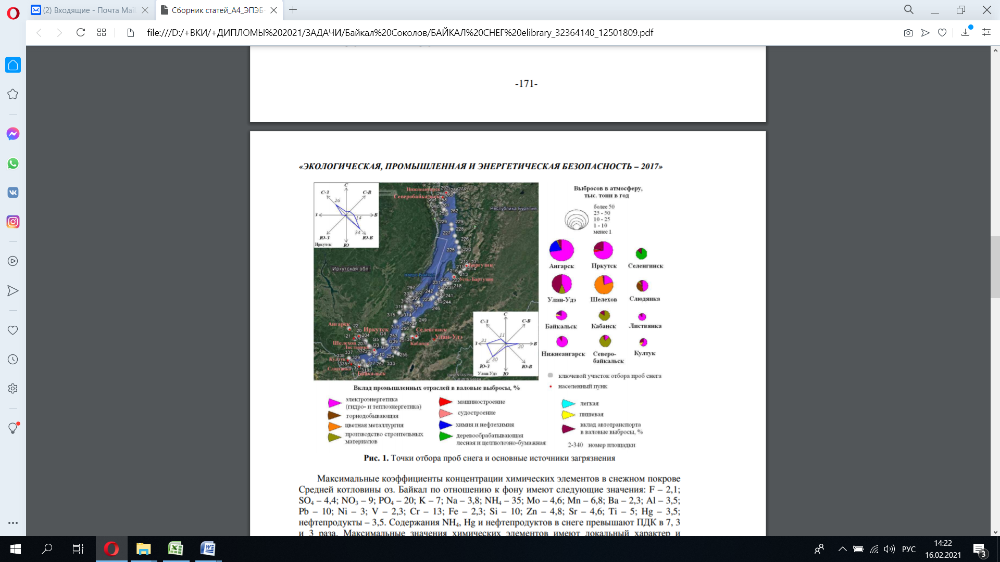 (2) Входящие - Почта Mail
Сборник статей_А4_ЭПЭБ-
file:///D:/+ВКИ/+ДИПЛОМЫ%202021/ЗАДАЧИ/Байкал%20Соколов/БАЙКАЛ%20СНЕГ%20elibrary_32364140_12501809.pdf
-171-
«ЭКОЛОГИЧЕСКАЯ, ПРОМЫШЛЕННАЯ И ЭНЕРГЕТИЧЕСКАЯ БЕЗОПАСНОСТЬ – 2017»
С
С-З
С-В
26
З
В
14
34
Ю-З
Ю-В
Ю
Иркутск
Нижнеангарск
Северобайкальск
292
286
274
266
268
264
258
260
261
262
Республика Бурятия
229
229
228
227
226
225
220
212
211
215
214
216
213
Иркутская обл
озеро Байкал
Усть-Баргузин
230
222
231
218
297
240
235
302
242
241
309
223
245
244
298
246
315
314
249
313
250
Ангарск
22
20
21
Иркутск
204
Селенгинск
31
Улан-Удэ
Кабанск
Шелехов
Листвянка
G8
G5
G3
G7
G39
G38
253
207
337
332
338
329
Култук
335
10
254
255
317
257
333
Слюдянка
321
319
Байкальск
С
С-З
С-В
11
31
З
В
20
30
Ю-З
Ю-В
Ю
Улан-Удэ
Выбросов в атмосферу,
тыс. тонн в год
более 50
25 - 50
10 - 25
1 - 10
менее 1
Ангарск
Иркутск
Селенгинск
Улан-Удэ
Шелехов
Слюдянка
Байкальск
Кабанск
Листвянка
Нижнеангарск
Северо-
байкальск
Култук
ключевой участок отбора проб снега
населенный пунк
Вклад промышленных отраслей в валовые выбросы, %
электроэнергетика
(гидро- и теплоэнергетика)
горнодобывающая
цветная металлургия
производство строительных
материалов
машиностроение
судостроение
химия и нефтехимия
деревообрабатывающая
лесная и целлюлозно-бумажная
легкая
пищевая
вклад автотранспорта
в валовые выбросы, %
2-340 номер площадки
Рис. 1. Точки отбора проб снега и основные источники загрязнения
Максимальные коэффициенты концентрации химических элементов в снежном покрове
Средней котловины оз. Байкал по отношению к фону имеют следующие значения: F – 2,1;
SO₄ – 4,4; NO₃ – 9; PO₄ – 20; K – 7; Na – 3,8; NH₄ – 35; Mo – 4,6; Mn – 6,8; Ba – 2,3; Al – 3,5;
Pb – 10; Ni – 3; V – 2,3; Cr – 13; Fe – 2,3; Si – 10; Zn – 4,8; Sr – 4,6; Ti – 5; Hg – 3,5;
нефтепродукты – 3,5. Содержания NH₄, Hg и нефтепродуктов в снеге превышают ПДК в 7, 3
и 3 раза. Максимальные значения химических элементов имеют локальный характер и
РУС
14:22
16.02.2021
3